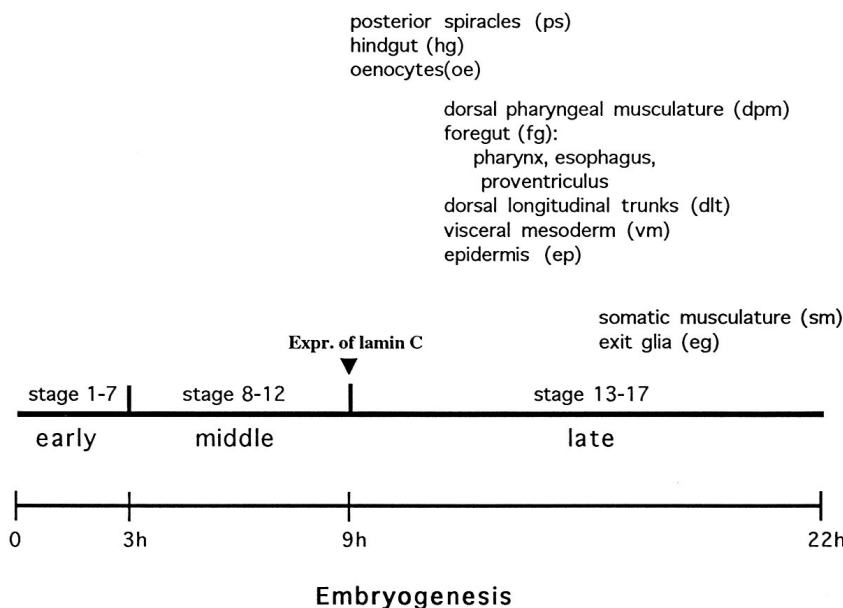 posterior spiracles (ps)
hindgut (hg)
oenocytes(oe)
dorsal pharyngeal musculature (dpm)
foregut (fg):
pharynx, esophagus,
proventriculus
dorsal longitudinal trunks (dlt)
visceral mesoderm (vm)
epidermis (ep)
somatic musculature (sm)
exit glia (eg)
Expr. of lamin C
stage 1-7 stage 8-12 stage 13-17
early middle late
0 3h 9h 22h
Embryogenesis